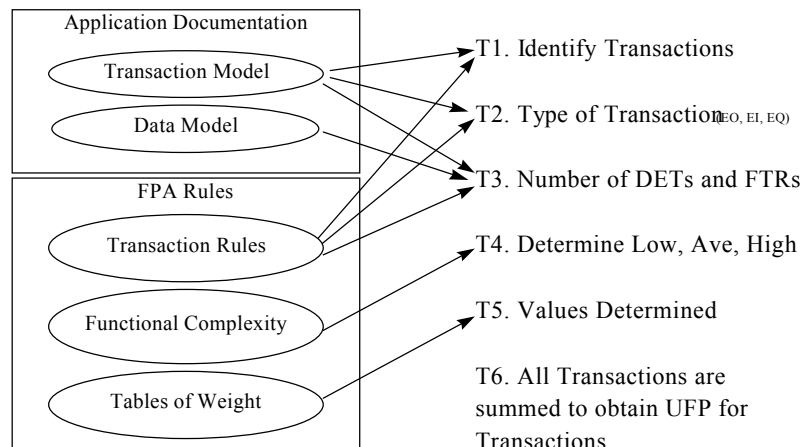 Application Documentation
Transaction Model
Data Model
FPA Rules
Transaction Rules
Functional Complexity
Tables of Weight
T1. Identify Transactions
T2. Type of Transaction(EO, EI, EQ)
T3. Number of DETs and FTRs
T4. Determine Low, Ave, High
T5. Values Determined
T6. All Transactions are
summed to obtain UFP for
Transactions